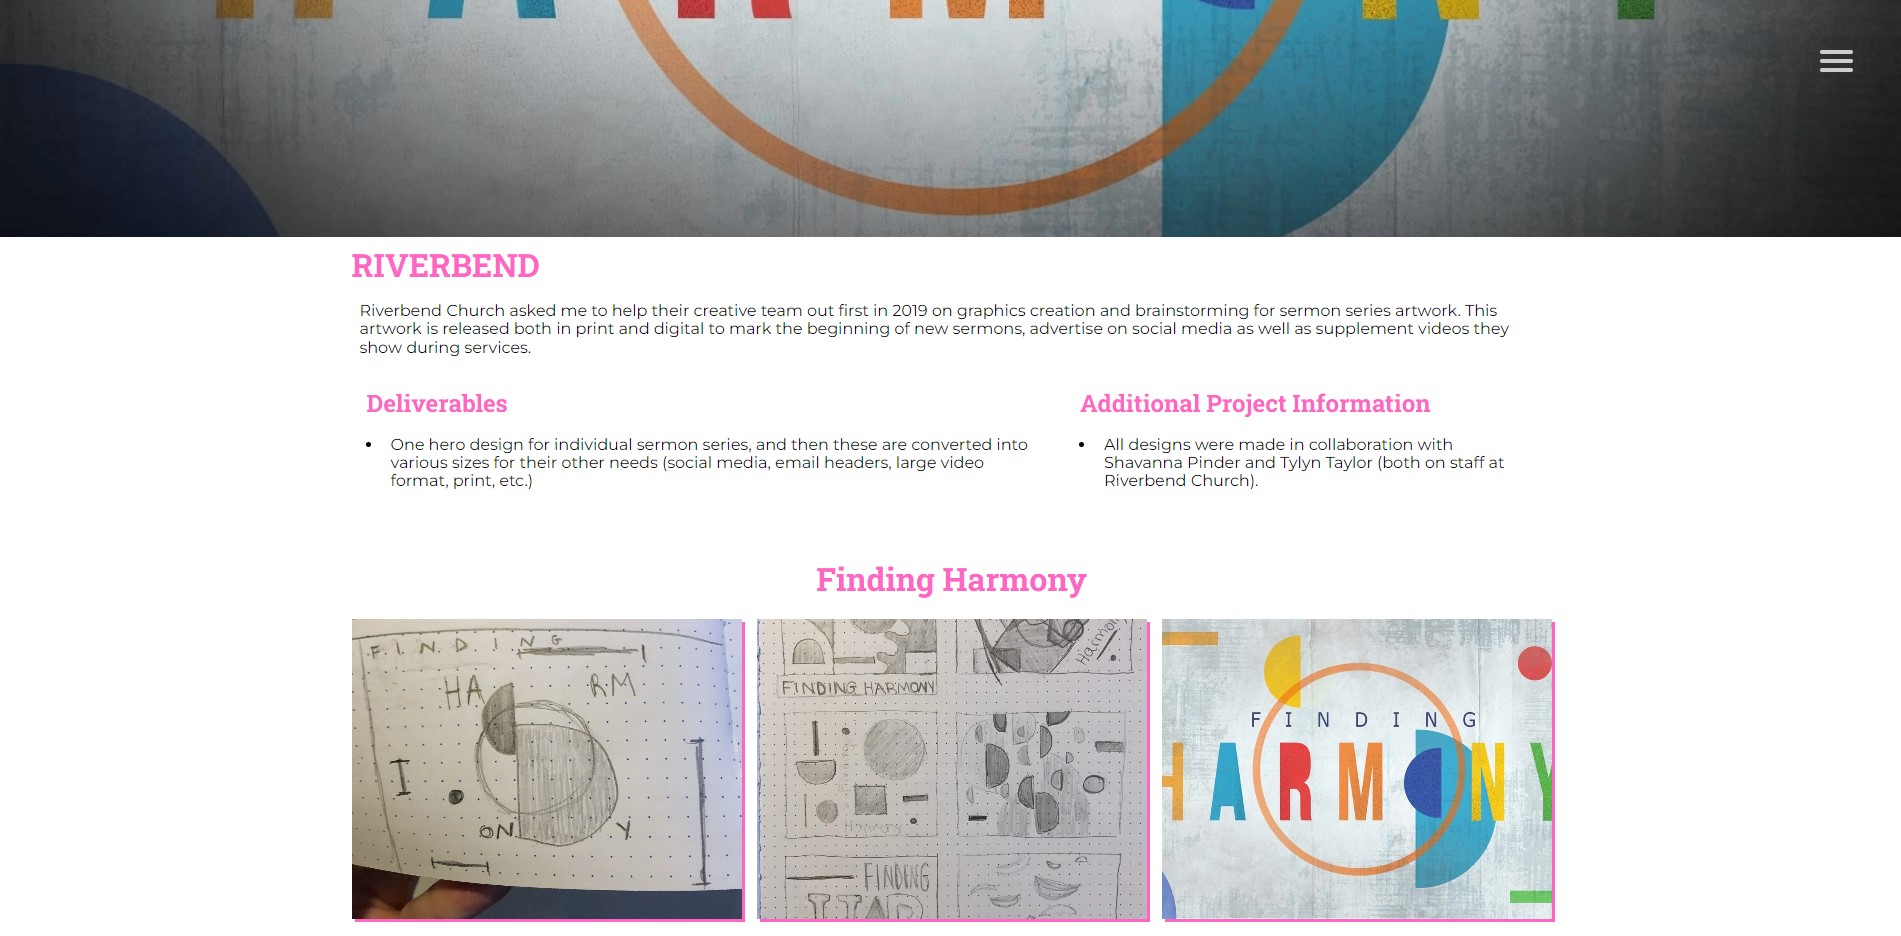 HARMONY
RIVERBEND
Riverbend Church asked me to help their creative team out first in 2019 on graphics creation and brainstorming for sermon series artwork. This
artwork is released both in print and digital to mark the beginning of new sermons, advertise on social media as well as supplement videos they
show during services.
Deliverables
• One hero design for individual sermon series, and then these are converted into
various sizes for their other needs (social media, email headers, large video
format, print, etc.)
Additional Project Information
• All designs were made in collaboration with
Shavanna Pinder and Tylyn Taylor (both on staff at
Riverbend Church).
Finding Harmony
FINDING
HA RM
ON Y
Harmon
FINDING HARMONY
Harmony
FINDING
HAR
FINDING
HARMONY